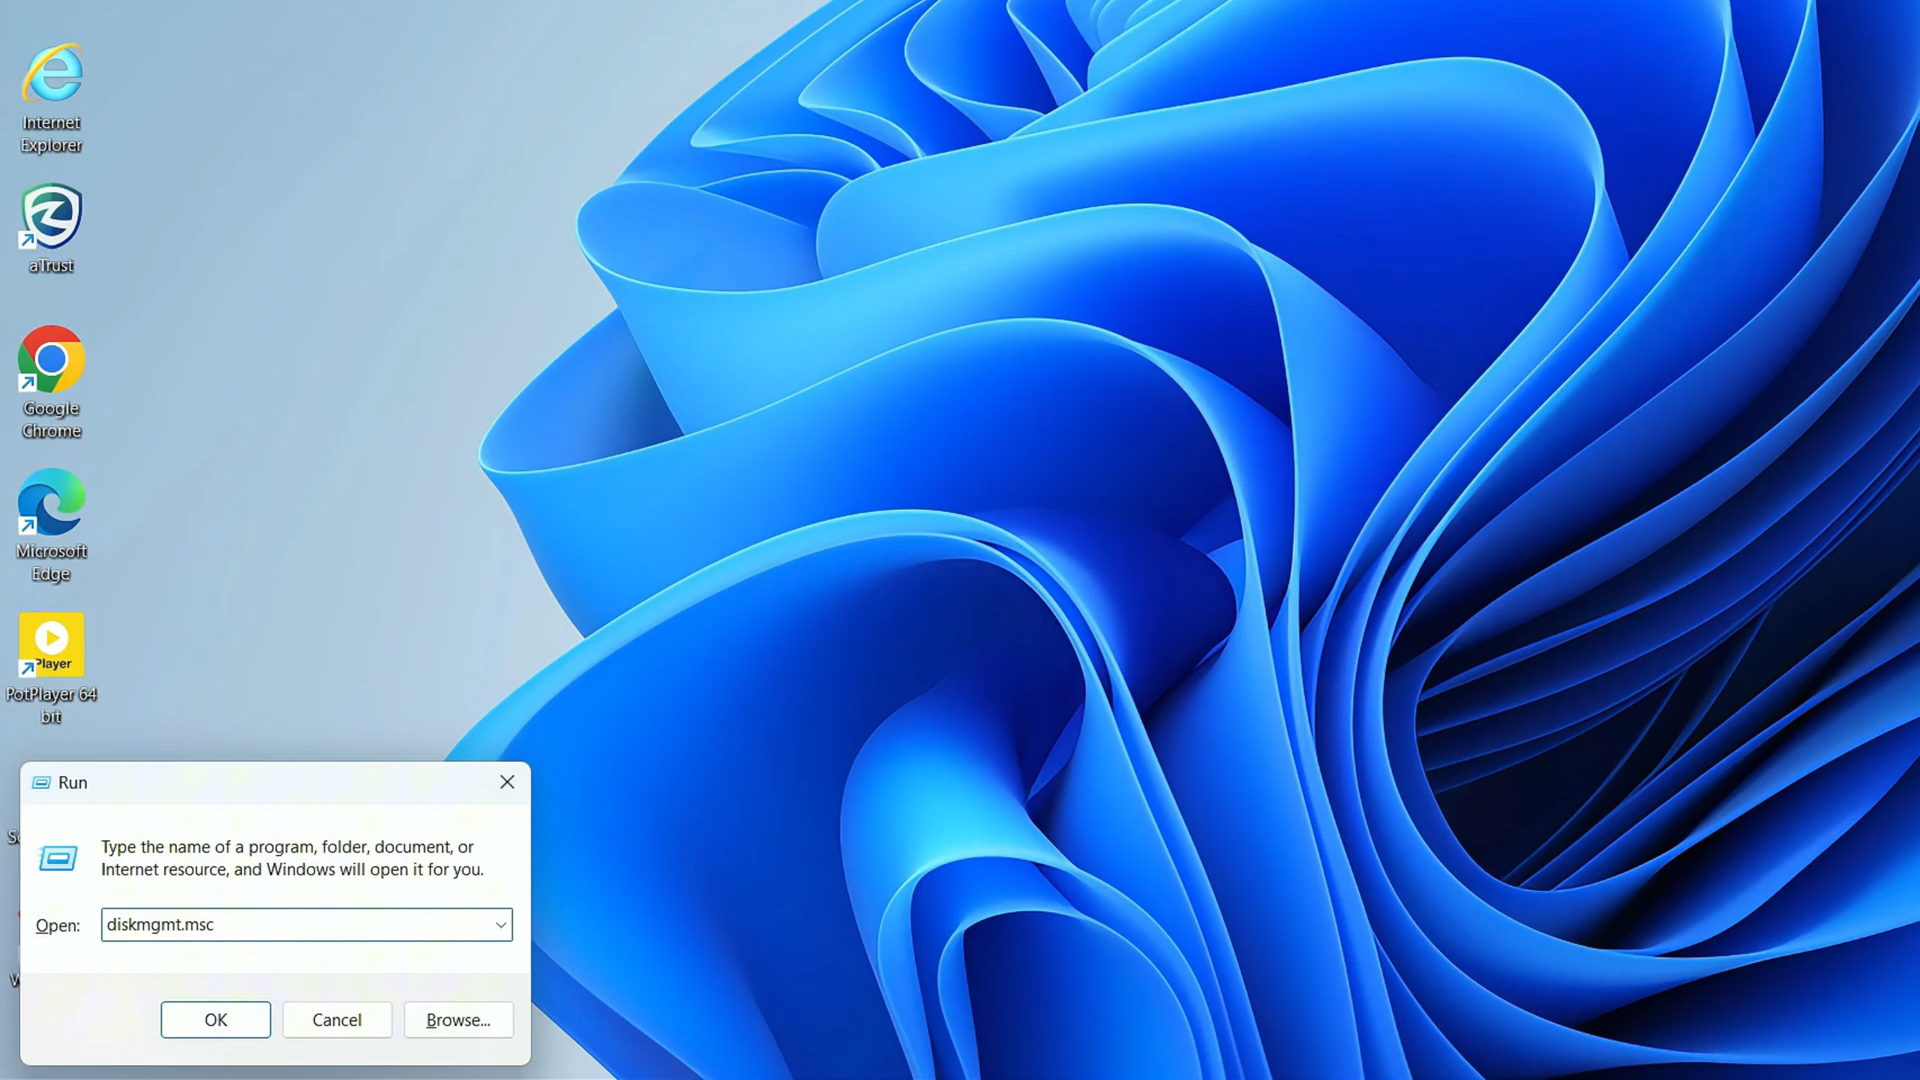 Internet
Explorer
aTrust
Google
Chrome
Microsoft
Edge
Player
PotPlayer 64
bit
Run
Type the name of a program, folder, document, or
Internet resource, and Windows will open it for you.
Open:
diskmgmt.msc
OK
Cancel
Browse...